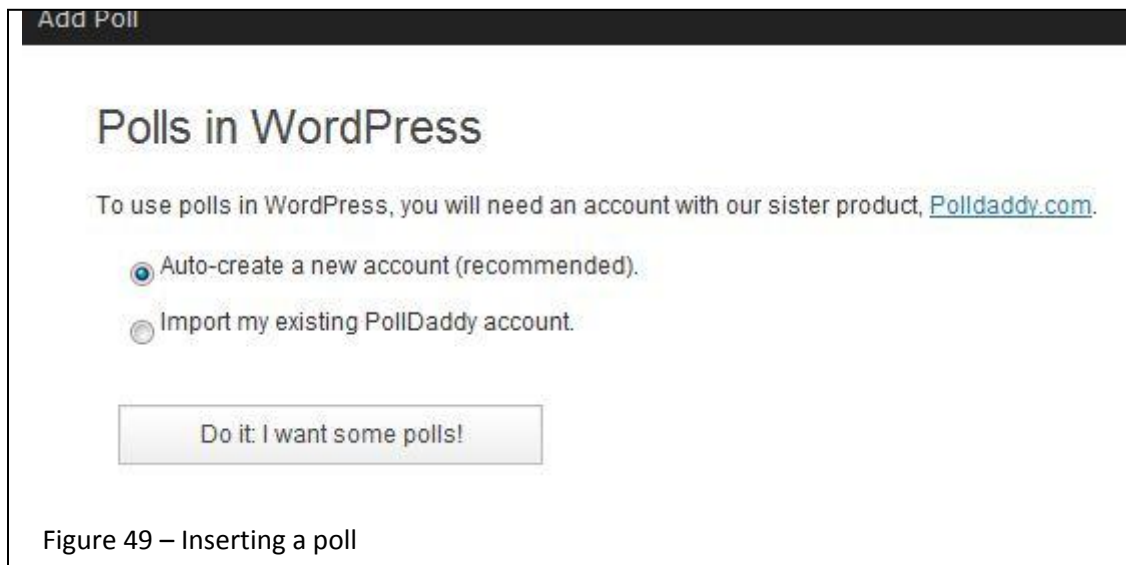 Add Poll
Polls in WordPress
To use polls in WordPress, you will need an account with our sister product, Polldaddy.com.
Auto-create a new account (recommended).
Import my existing PollDaddy account.
Do it: I want some polls!
Figure 49 – Inserting a poll